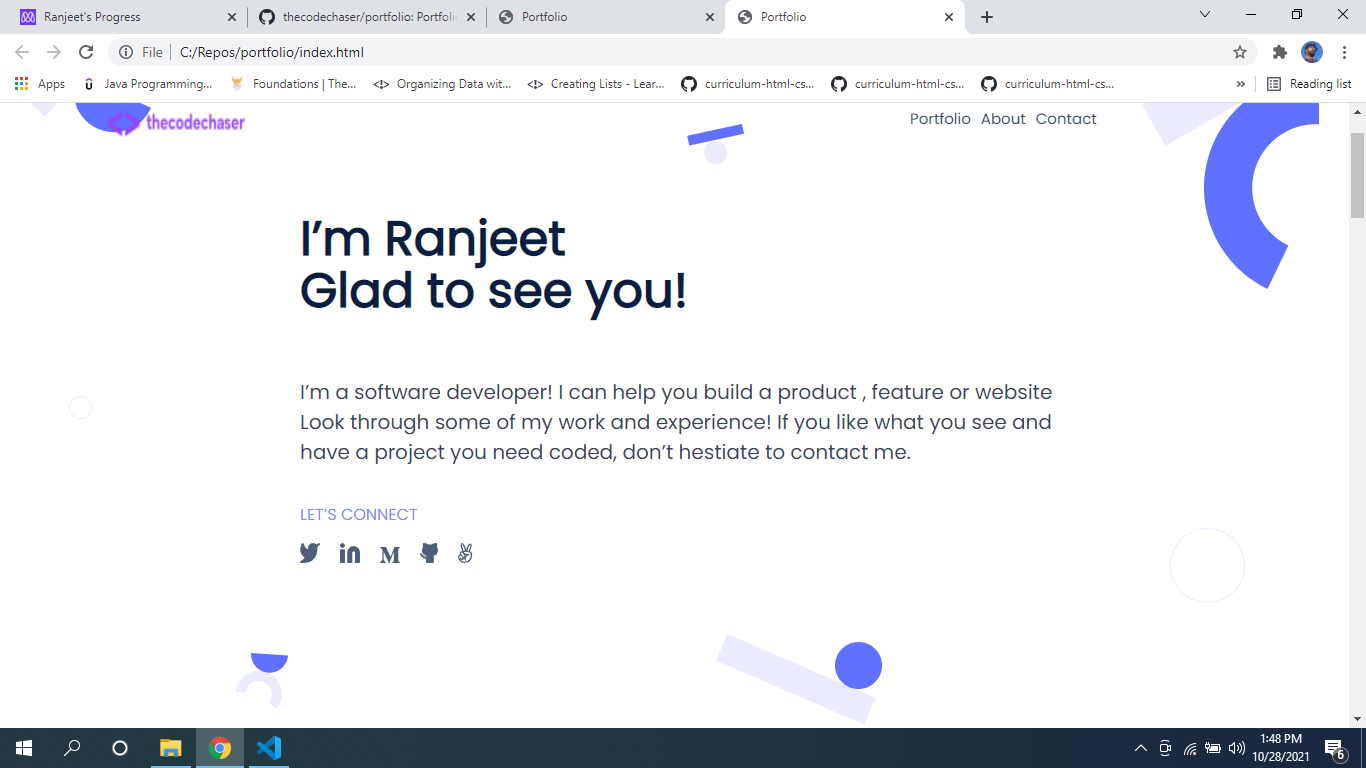 Ranjeet's Progress
thecodechaser/portfolio: Portfolio
Portfolio
Portfolio
File
C:/Repos/portfolio/index.html
Apps
Java Programming...
Foundations | The...
Organizing Data wit...
Creating Lists - Lear...
curriculum-html-cs...
curriculum-html-cs...
curriculum-html-cs...
»
Reading list
thecodechaser
Portfolio About Contact
I’m Ranjeet
Glad to see you!
I’m a software developer! I can help you build a product , feature or website
Look through some of my work and experience! If you like what you see and
have a project you need coded, don’t hestiate to contact me.
LET’S CONNECT
1:48 PM
10/28/2021
6